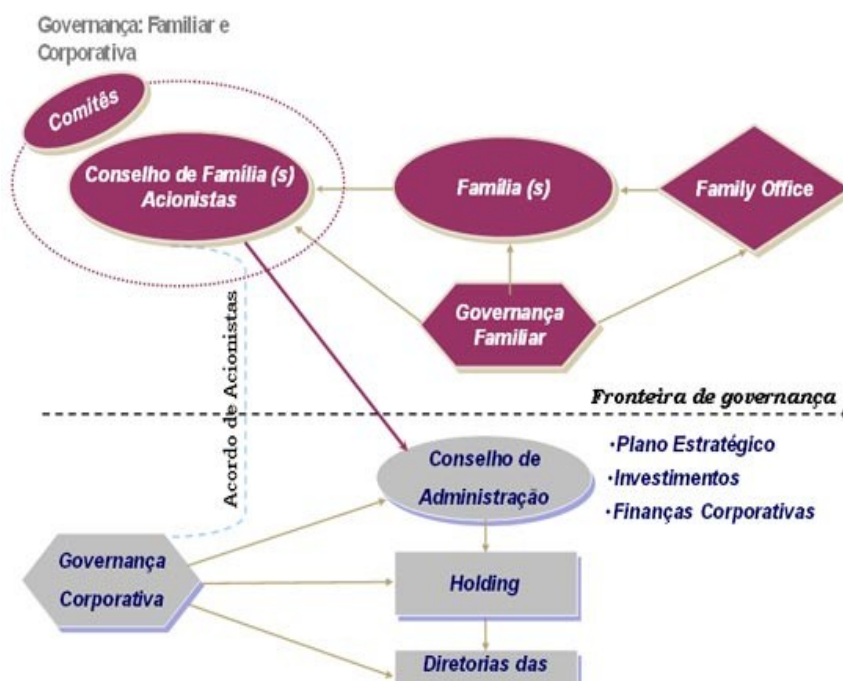 Governança: Familiar e
Corporativa
Comitês
Conselho de Família (s)
Acionistas
Família (s)
Family Office
Governança
Familiar
Acordo de Acionistas
Fronteira de governança
Conselho de
Administração
•Plano Estratégico
•Investimentos
•Finanças Corporativas
Governança
Corporativa
Holding
Diretorias das